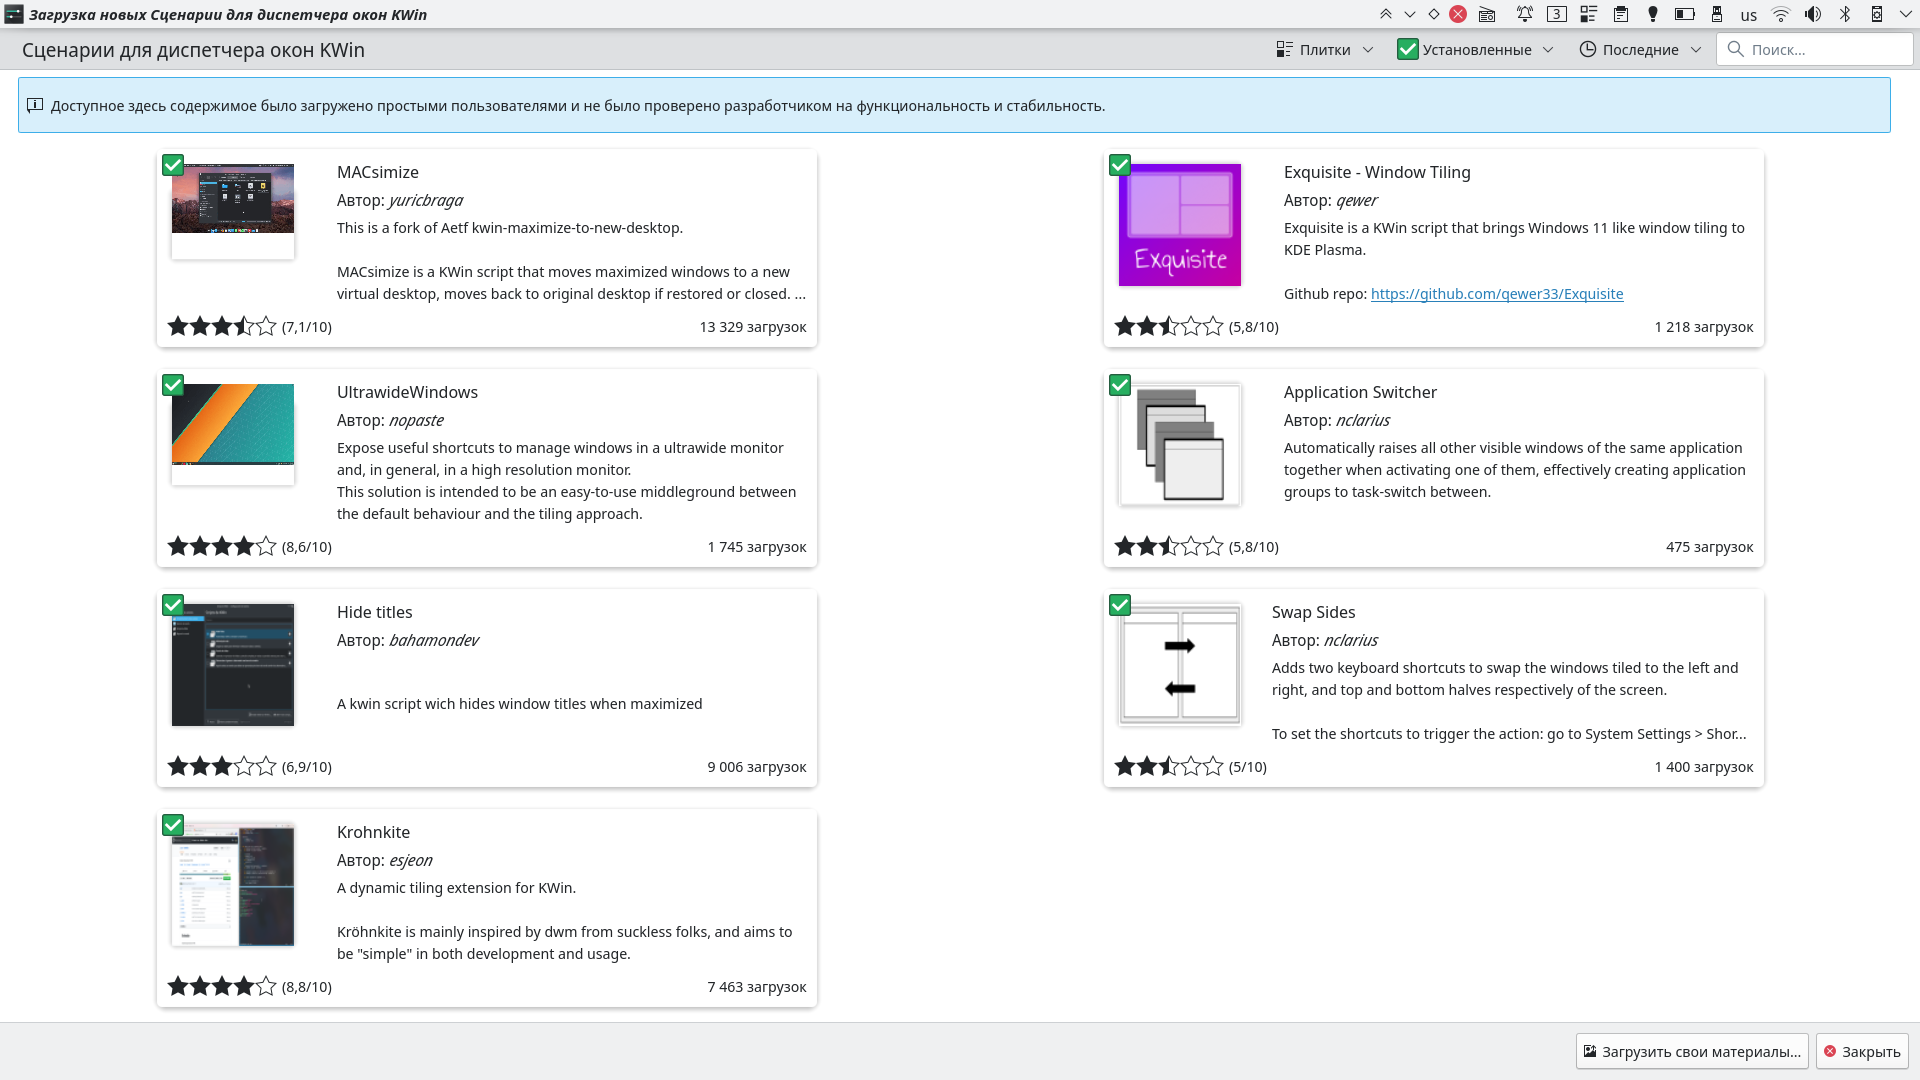 Загрузка новых Сценарии для диспетчера окон KWin
3
us
Сценарии для диспетчера окон KWin
Плитки
Установленные
Последние
Поиск...
Доступное здесь содержимое было загружено простыми пользователями и не было проверено разработчиком на функциональность и стабильность.
MACsimize
Автор: yuricbraga
This is a fork of Aetf kwin-maximize-to-new-desktop.
MACsimize is a KWin script that moves maximized windows to a new
virtual desktop, moves back to original desktop if restored or closed. ...
(7,1/10)
13 329 загрузок
Exquisite
Exquisite - Window Tiling
Автор: qewer
Exquisite is a KWin script that brings Windows 11 like window tiling to
KDE Plasma.
Github repo: https://github.com/qewer33/Exquisite
(5,8/10)
1 218 загрузок
UltrawideWindows
Автор: nopaste
Expose useful shortcuts to manage windows in a ultrawide monitor
and, in general, in a high resolution monitor.
This solution is intended to be an easy-to-use middleground between
the default behaviour and the tiling approach.
(8,6/10)
1 745 загрузок
Application Switcher
Автор: nclarius
Automatically raises all other visible windows of the same application
together when activating one of them, effectively creating application
groups to task-switch between.
(5,8/10)
475 загрузок
Hide titles
Автор: bahamondev
A kwin script wich hides window titles when maximized
(6,9/10)
9 006 загрузок
Swap Sides
Автор: nclarius
Adds two keyboard shortcuts to swap the windows tiled to the left and
right, and top and bottom halves respectively of the screen.
To set the shortcuts to trigger the action: go to System Settings > Shor...
(5/10)
1 400 загрузок
Krohnkite
Автор: esjeon
A dynamic tiling extension for KWin.
Kröhnkite is mainly inspired by dwm from suckless folks, and aims to
be "simple" in both development and usage.
(8,8/10)
7 463 загрузок
Загрузить свои материалы...
Закрыть